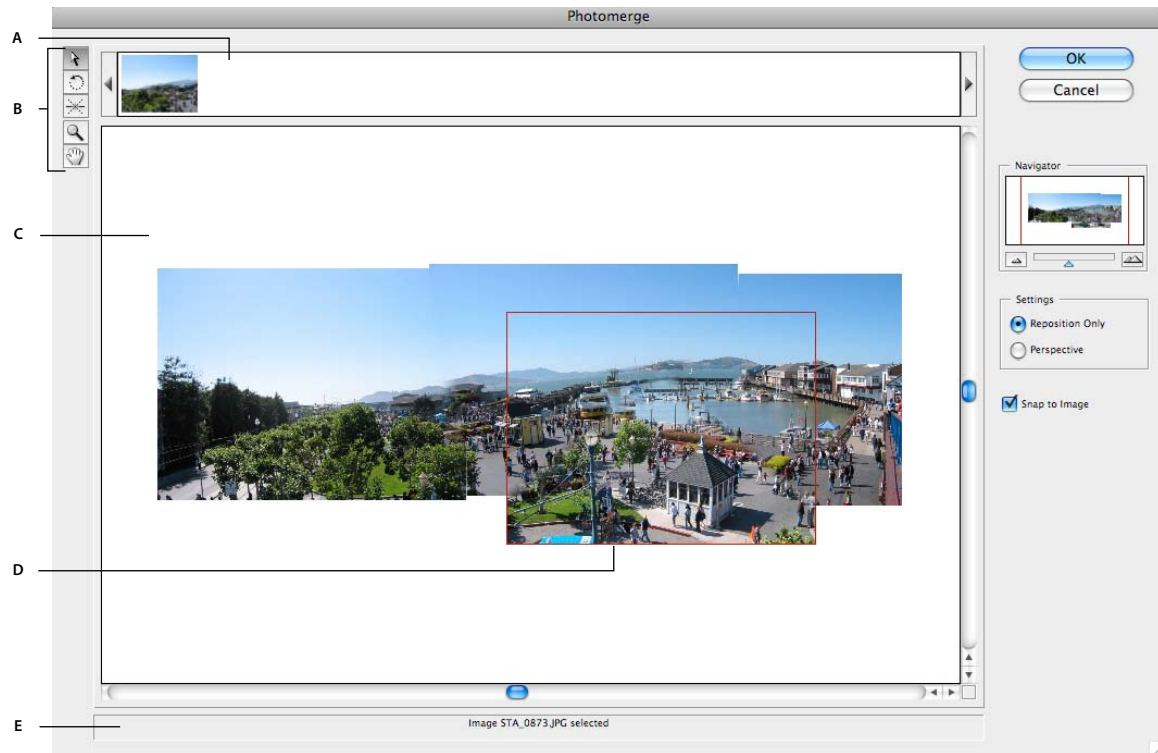 Photomerge
A
B
C
D
E
OK
Cancel
Navigator
Settings
Reposition Only
Perspective
Snap to Image
Image STA_0873.JPG selected